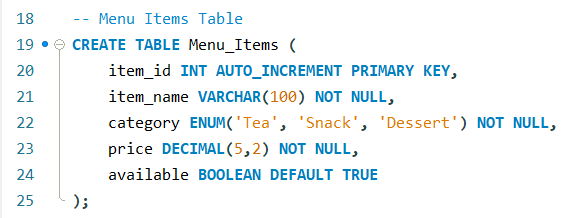 18 -- Menu Items Table
19 CREATE TABLE Menu_Items (
20 item_id INT AUTO_INCREMENT PRIMARY KEY,
21 item_name VARCHAR(100) NOT NULL,
22 category ENUM('Tea', 'Snack', 'Dessert') NOT NULL,
23 price DECIMAL(5,2) NOT NULL,
24 available BOOLEAN DEFAULT TRUE
25 );